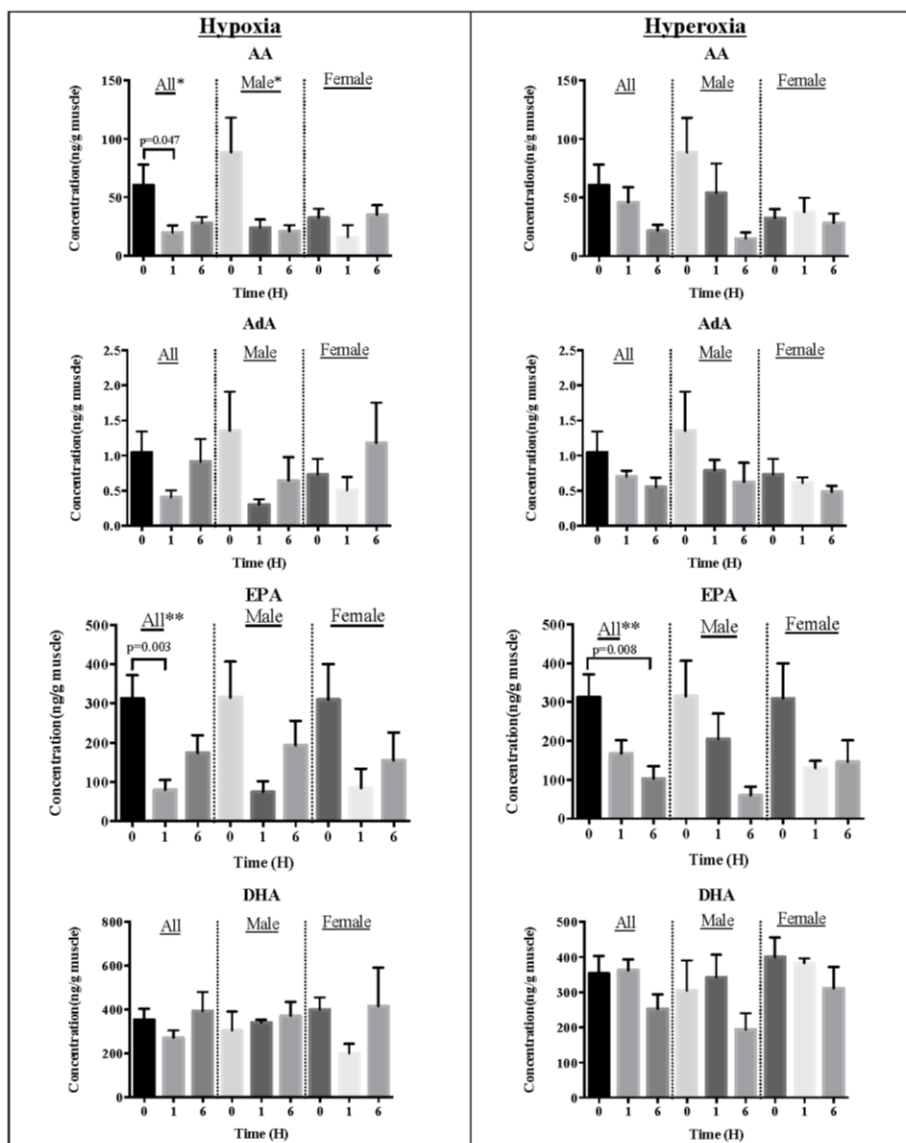 Hypoxia
AA
Concentration(ng/g muscle)
150
100
50
0
All*
Male*
Female
p=0.047
0 1 6 0 1 6 0 1 6
Time (H)
AdA
Concentration(ng/g muscle)
2.5
2.0
1.5
1.0
0.5
0.0
All
Male
Female
0 1 6 0 1 6 0 1 6
Time (H)
EPA
Concentration(ng/g muscle)
500
400
300
200
100
0
All**
Male
Female
p=0.003
0 1 6 0 1 6 0 1 6
Time (H)
DHA
Concentration(ng/g muscle)
800
600
400
200
0
All
Male
Female
0 1 6 0 1 6 0 1 6
Time (H)
Hyperoxia
AA
Concentration(ng/g muscle)
150
100
50
0
All
Male
Female
0 1 6 0 1 6 0 1 6
Time (H)
AdA
Concentration(ng/g muscle)
2.5
2.0
1.5
1.0
0.5
0.0
All
Male
Female
0 1 6 0 1 6 0 1 6
Time (H)
EPA
Concentration(ng/g muscle)
500
400
300
200
100
0
All**
Male
Female
p=0.008
0 1 6 0 1 6 0 1 6
Time (H)
DHA
Concentration(ng/g muscle)
500
400
300
200
100
0
All
Male
Female
0 1 6 0 1 6 0 1 6
Time (H)